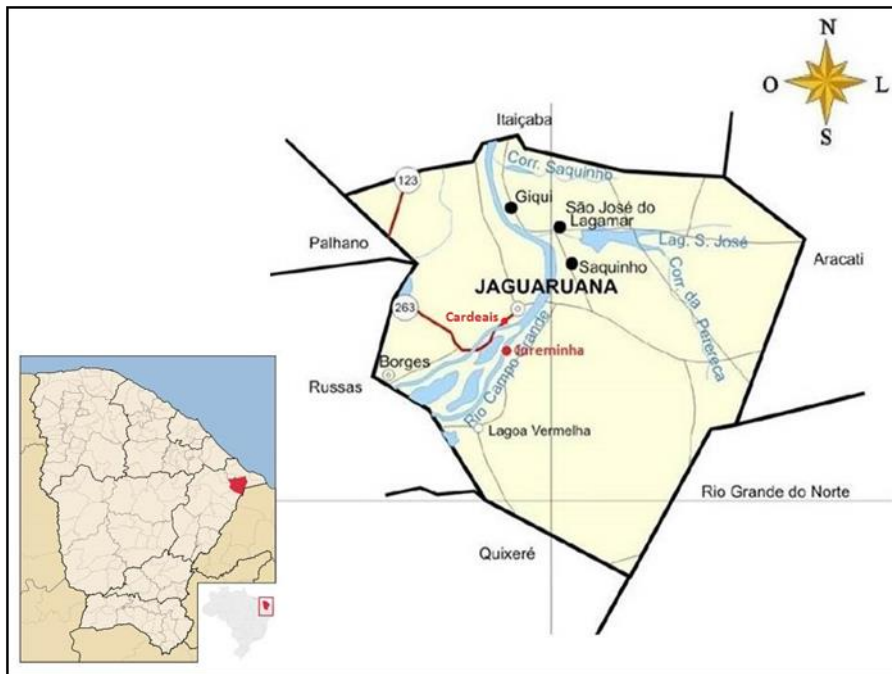 N
O
L
S
Itaiçaba
Corr. Saquinho
123
Giqui
São José do
Lagamar
Palhano
Lag. S. José
Aracati
Saquinho
JAGUARUANA
263
Cardeais
Corr. da Perereca
Jureminha
Borges
Russas
Rio Campo Grande
Lagoa Vermelha
Rio Grande do Norte
Quixeré